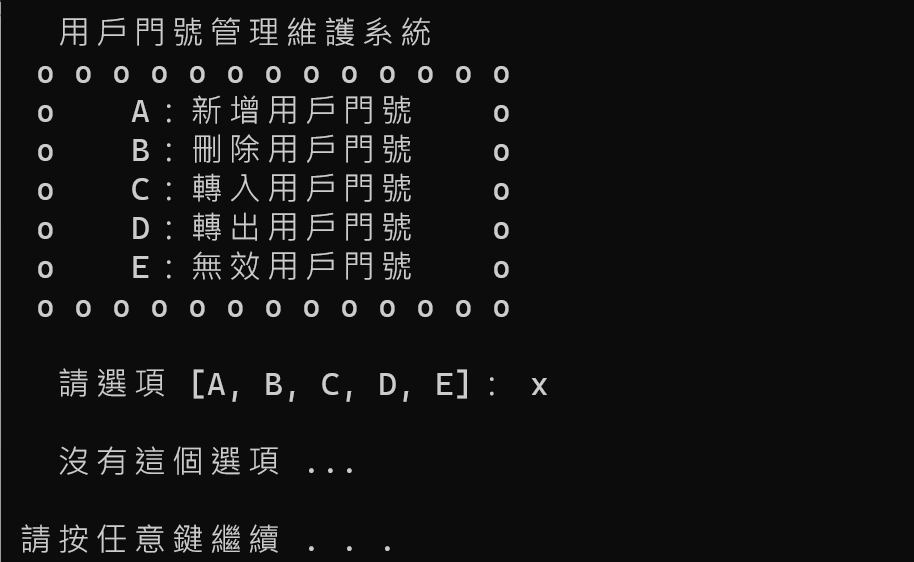 用戶門號管理維護系統
o o o o o o o o o o o o o
o A：新增用戶門號 o
o B：刪除用戶門號 o
o C：轉入用戶門號 o
o D：轉出用戶門號 o
o E：無效用戶門號 o
o o o o o o o o o o o o o
請選項 [A, B, C, D, E]： x
沒有這個選項 ...
請按任意鍵繼續 . . .